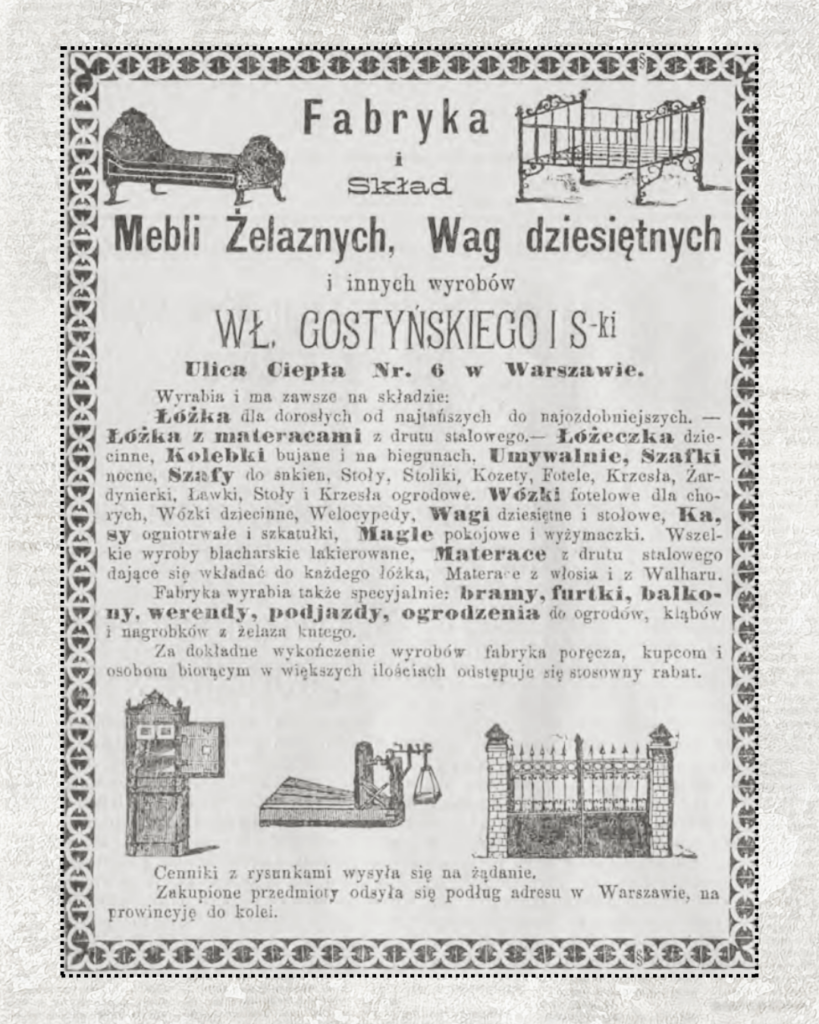 Fabryka
i
Skład
Mebli Żelaznych, Wag dziesiętnych
i innych wyrobów
WŁ. GOSTYŃSKIEGO I S-ki
Ulica Ciepła Nr. 6 w Warszawie.
Wyrabia i ma zawsze na składzie:
Łóżka dla dorosłych od najtańszych do najozdobniejszych. —
Łóżka z materacami z drutu stalowego.— Łóżeczka dzie-
cinne, Kolebki bujane i na biegunach, Umywalnie, Szafki
nocne, Szafy do sukien, Stoły, Stoliki, Kozety, Fotele, Krzesła, Żar-
dynierki, Ławki, Stoły i Krzesła ogrodowe. Wózki fotelowe dla cho-
rych, Wózki dziecinne, Welocypedy, Wagi dziesiętne i stołowe, Ka,
sy ogniotrwałe i szkatułki, Magle pokojowe i wyżymaczki. Wszel-
kie wyroby blacharskie lakierowane, Materace z drutu stalowego
dające się wkładać do każdego łóżka, Matera e z włosia i z Walharu.
Fabryka wyrabia także specyjalnie: bramy, furtki, balko-
ny, werendy, podjazdy, ogrodzenia do ogrodów, kląbów
i nagrobków z żelaza kutego.
Za dokładne wykończenie wyrobów fabryka poręcza, kupcom i
osobom biorącym w większych ilościach odstępuje się stosowny rabat.
Cenniki z rysunkami wysyła się na żądanie.
Zakupione przedmioty odsyła się podług adresu w Warszawie, na
prowincyję do kolei.